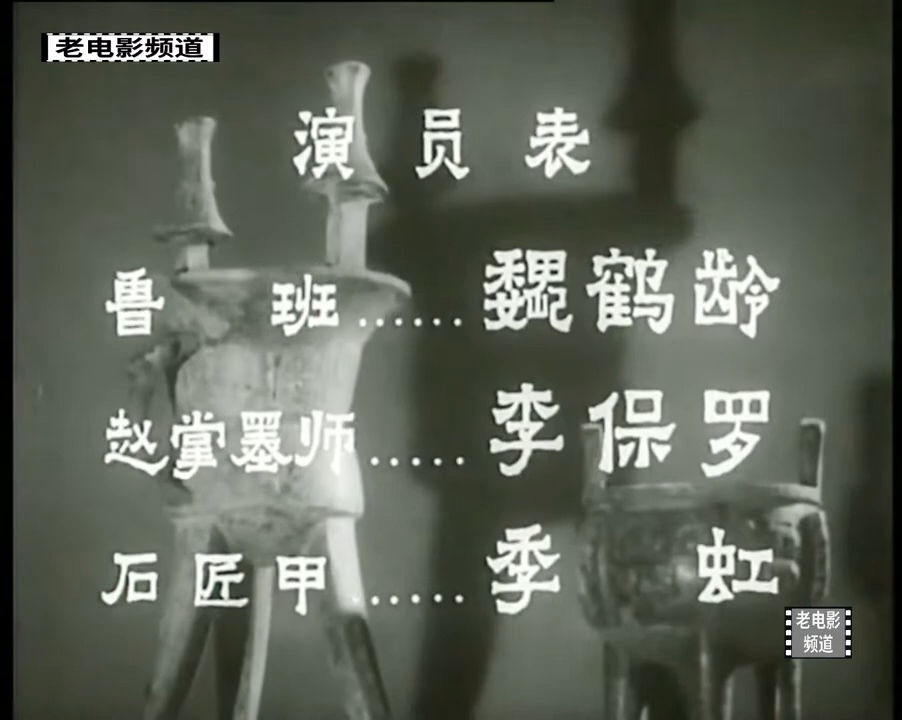 老电影频道
演员表
鲁班......魏鹤龄
赵掌墨师.....李保罗
石匠甲.....季虹
老电影
频道